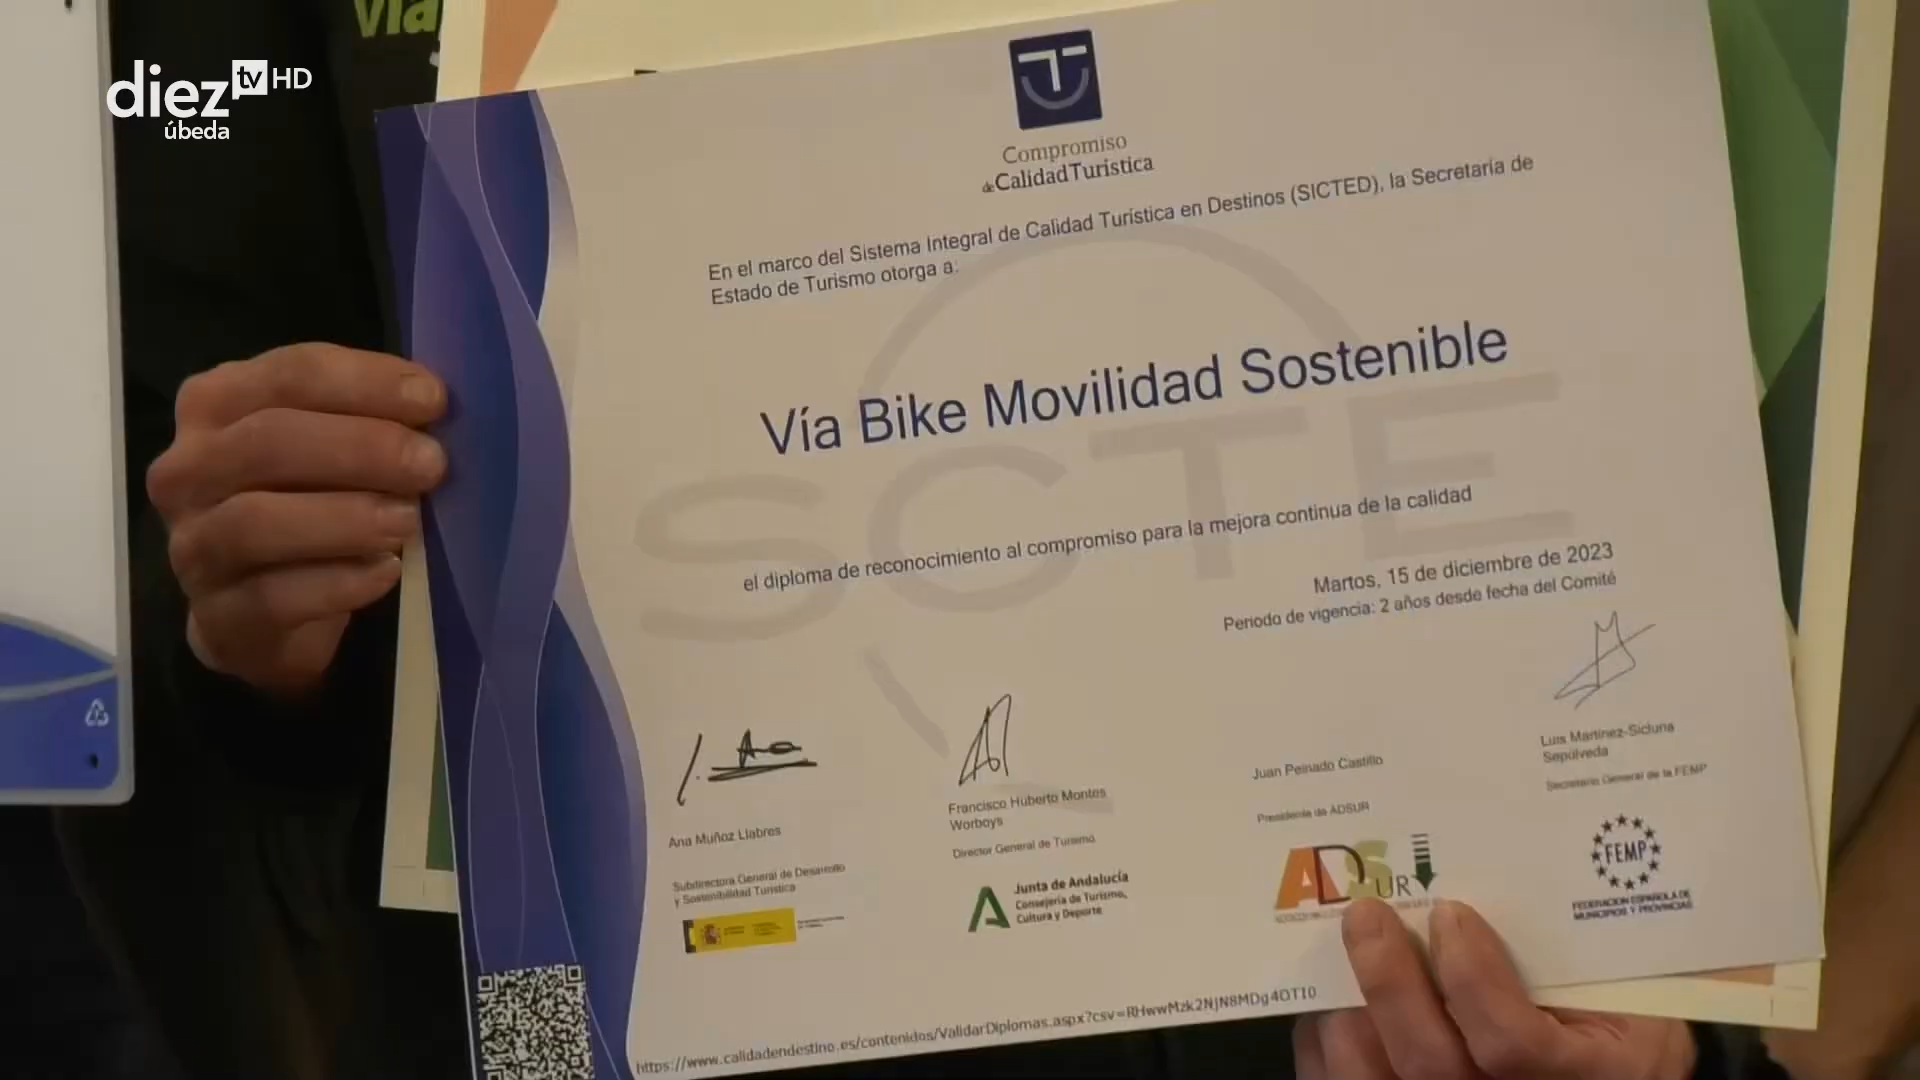 Vía
diez tv HD
úbeda
Compromiso
de Calidad Turística
En el marco del Sistema Integral de Calidad Turística en Destinos (SICTED), la Secretaría de
Estado de Turismo otorga a:
Vía Bike Movilidad Sostenible
SCTE
el diploma de reconocimiento al compromiso para la mejora continua de la calidad
Martos, 15 de diciembre de 2023
Periodo de vigencia: 2 años desde fecha del Comité
Ana Muñoz Llabres
Subdirectora General de Desarrollo
y Sostenibilidad Turística
Francisco Huberto Montes
Worboys
Director General de Turismo
Junta de Andalucía
Consejería de Turismo,
Cultura y Deporte
Juan Peinado Castillo
Presidente de ADSUR
ADSUR
Luis Martínez-Sicluna
Sepúlveda
Secretario General de la FEMP
FEMP
FEDERACION ESPAÑOLA DE
MUNICIPIOS Y PROVINCIAS
https://www.calidadendestino.es/contenidos/ValidarDiplomas.aspx?csv=RHwwMzk2NjN8MDg4OTI0